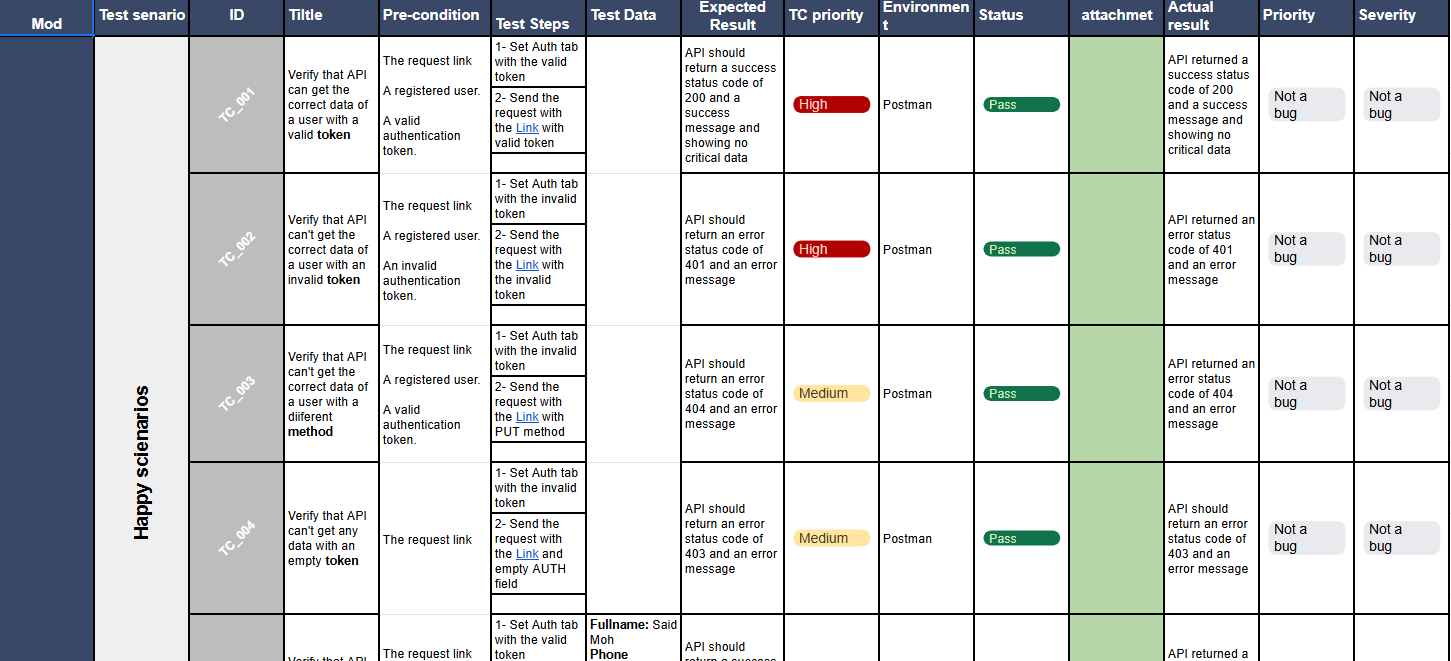 Mod
Test senario
ID
Tiltle
Pre-condition
Test Steps
Test Data
Expected
Result
TC priority
Environmen
t
Status
attachmet
Actual
result
Priority
Severity
Happy scienarios
TC_001
Verify that API
can get the
correct data of
a user with a
valid token
The request link
A registered user.
A valid
authentication
token.
1- Set Auth tab
with the valid
token
2- Send the
request with
the Link with
valid token
API should
return a success
status code of
200 and a
success
message and
showing no
critical data
High
Postman
Pass
API returned a
success status
code of 200
and a success
message and
showing no
critical data
Not a
bug
Not a
bug
TC_002
Verify that API
can't get the
correct data of
a user with an
invalid token
The request link
A registered user.
An invalid
authentication
token.
1- Set Auth tab
with the invalid
token
2- Send the
request with
the Link with
the invalid
token
API should
return an error
status code of
401 and an error
message
High
Postman
Pass
API returned an
error status
code of 401
and an error
message
Not a
bug
Not a
bug
TC_003
Verify that API
can't get the
correct data of
a user with a
diiferent
method
The request link
A registered user.
A valid
authentication
token.
1- Set Auth tab
with the invalid
token
2- Send the
request with
the Link with
PUT method
API should
return an error
status code of
404 and an error
message
Medium
Postman
Pass
API returned an
error status
code of 404
and an error
message
Not a
bug
Not a
bug
TC_004
Verify that API
can't get any
data with an
empty token
The request link
1- Set Auth tab
with the invalid
token
2- Send the
request with
the Link and
empty AUTH
field
API should
return an error
status code of
403 and an error
message
Medium
Postman
Pass
API should
return an error
status code of
403 and an
error message
Not a
bug
Not a
bug
Verify that API
The request link
1- Set Auth tab
with the valid
token
Fullname: Said
Moh
Phone
API should
return a success
API returned a